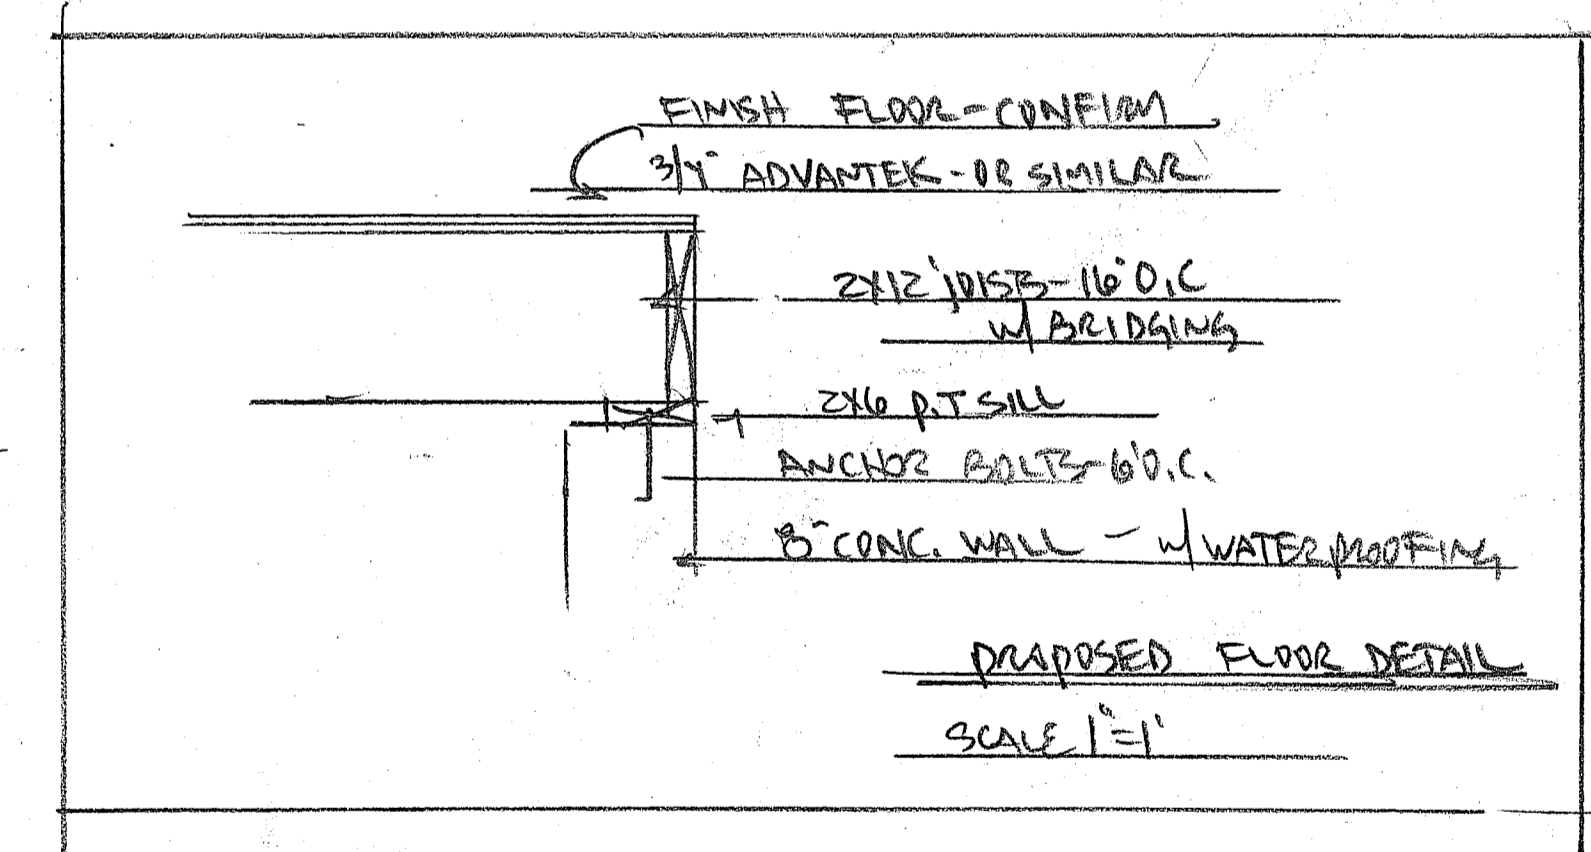 FINISH FLOOR-CONFIRM
3/4" ADVANTEK-OR SIMILAR
2X12 JOISTS-16" O.C
W/ BRIDGING
2X6 P.T SILL
ANCHOR BOLTS-6' O.C.
8" CONC. WALL - W/ WATERPROOFING
PROPOSED FLOOR DETAIL
SCALE 1"=1'